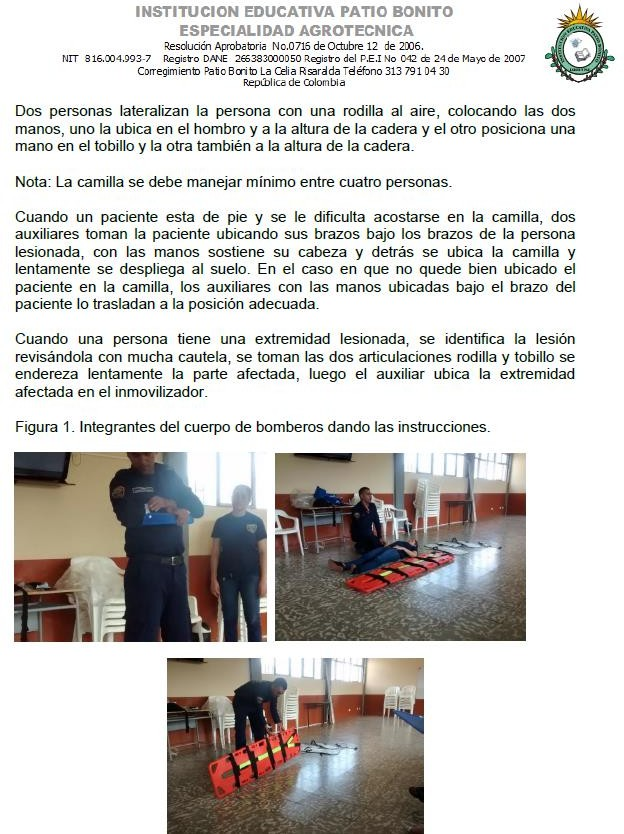 INSTITUCION EDUCATIVA PATIO BONITO
ESPECIALIDAD AGROTECNICA
Resolución Aprobatoria No.0716 de Octubre 12 de 2006.
NIT 816.004.993-7 Registro DANE 266383000050 Registro del P.E.I No 042 de 24 de Mayo de 2007
Corregimiento Patio Bonito La Celia Risaralda Teléfono 313 791 04 30
República de Colombia
Dos personas lateralizan la persona con una rodilla al aire, colocando las dos
manos, uno la ubica en el hombro y a la altura de la cadera y el otro posiciona una
mano en el tobillo y la otra también a la altura de la cadera.
Nota: La camilla se debe manejar mínimo entre cuatro personas.
Cuando un paciente esta de pie y se le dificulta acostarse en la camilla, dos
auxiliares toman la paciente ubicando sus brazos bajo los brazos de la persona
lesionada, con las manos sostiene su cabeza y detrás se ubica la camilla y
lentamente se despliega al suelo. En el caso en que no quede bien ubicado el
paciente en la camilla, los auxiliares con las manos ubicadas bajo el brazo del
paciente lo trasladan a la posición adecuada.
Cuando una persona tiene una extremidad lesionada, se identifica la lesión
revisándola con mucha cautela, se toman las dos articulaciones rodilla y tobillo se
endereza lentamente la parte afectada, luego el auxiliar ubica la extremidad
afectada en el inmovilizador.
Figura 1. Integrantes del cuerpo de bomberos dando las instrucciones.